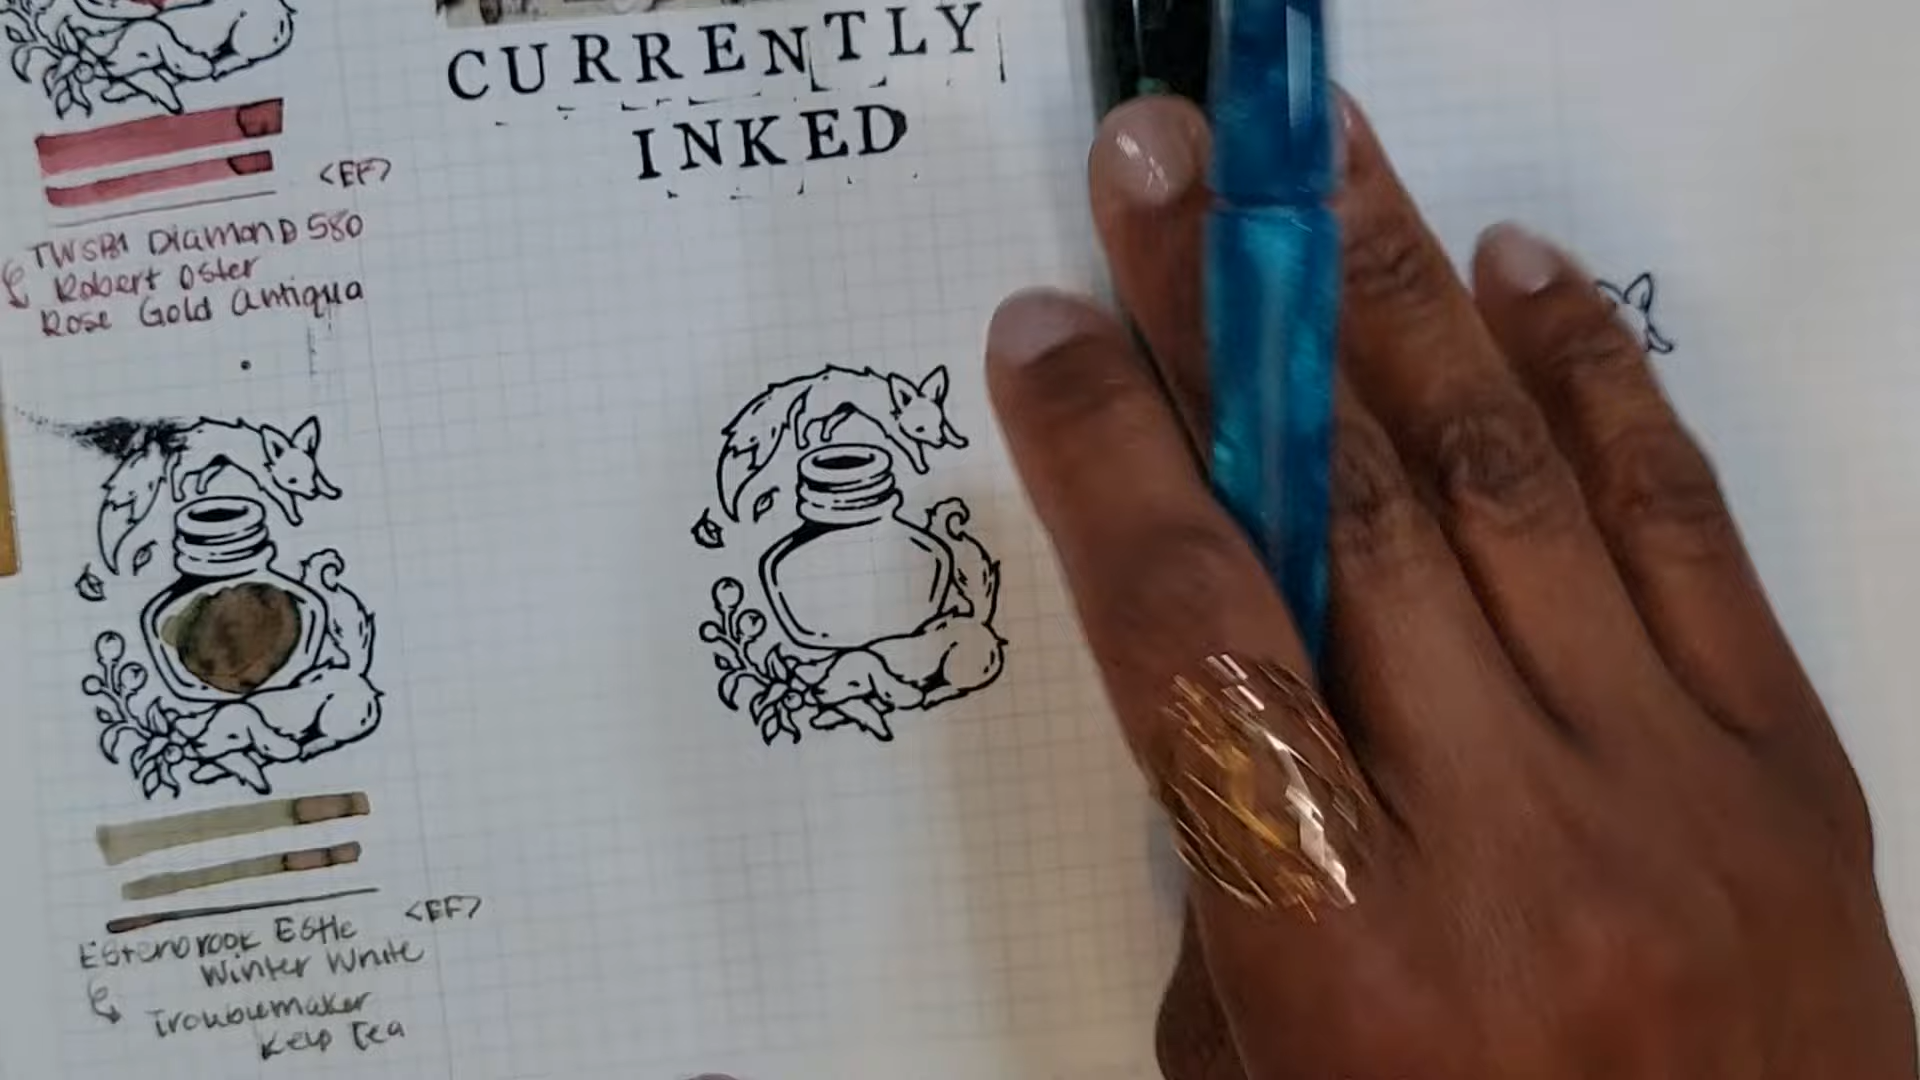 CURRENTLY
INKED
<EF>
TWSBI Diamond 580
Robert Oster
Rose Gold Antiqua
<EF>
Esterbrook Estie
Winter White
Troublemaker
Kelp Tea